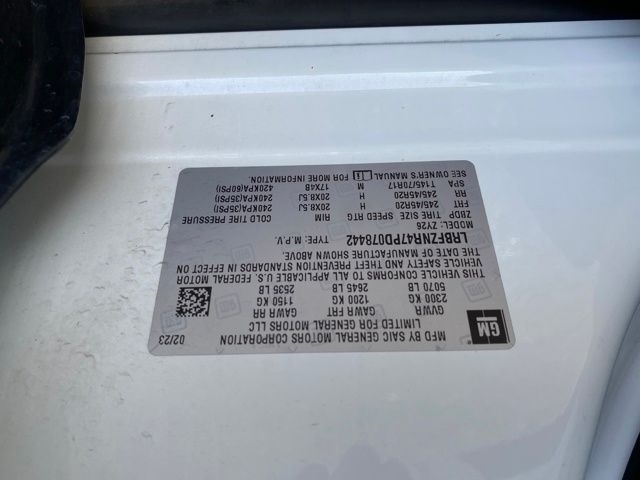 GM
MFD BY SAIC GENERAL MOTORS CORPORATION
LIMITED FOR GENERAL MOTORS LLC
02/23
GVWR GAWR FRT GAWR RR
2300 KG 1200 KG 1150 KG
5070 LB 2645 LB 2535 LB
THIS VEHICLE CONFORMS TO ALL APPLICABLE U.S. FEDERAL MOTOR
VEHICLE SAFETY AND THEFT PREVENTION STANDARDS IN EFFECT ON
THE DATE OF MANUFACTURE SHOWN ABOVE.
LRBFZNR47PD078442 TYPE: M.P.V.
MODEL: ZY26
ZBDP TIRE SIZE SPEED RTG RIM COLD TIRE PRESSURE
FRT 245/45R20 H 20X8.5J 240KPA(35PSI)
RR 245/45R20 H 20X8.5J 240KPA(35PSI)
SPA T145/70R17 M 17X4B 420KPA(60PSI)
SEE OWNER'S MANUAL FOR MORE INFORMATION.